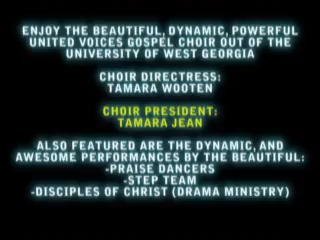 ENJOY THE BEAUTIFUL, DYNAMIC, POWERFUL
UNITED VOICES GOSPEL CHOIR OUT OF THE
UNIVERSITY OF WEST GEORGIA
CHOIR DIRECTRESS:
TAMARA WOOTEN
CHOIR PRESIDENT:
TAMARA JEAN
ALSO FEATURED ARE THE DYNAMIC, AND
AWESOME PERFORMANCES BY THE BEAUTIFUL:
-PRAISE DANCERS
-STEP TEAM
-DISCIPLES OF CHRIST (DRAMA MINISTRY)